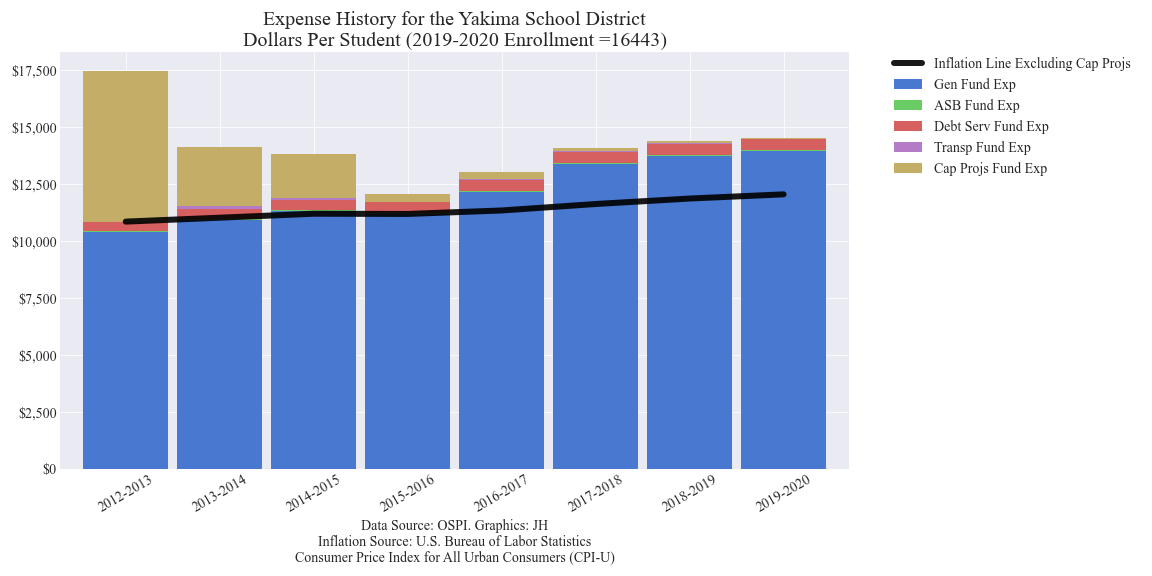 Expense History for the Yakima School District
Dollars Per Student (2019-2020 Enrollment =16443)
$17,500
$15,000
$12,500
$10,000
$7,500
$5,000
$2,500
$0
2012-2013
2013-2014
2014-2015
2015-2016
2016-2017
2017-2018
2018-2019
2019-2020
Inflation Line Excluding Cap Projs
Gen Fund Exp
ASB Fund Exp
Debt Serv Fund Exp
Transp Fund Exp
Cap Projs Fund Exp
Data Source: OSPI. Graphics: JH
Inflation Source: U.S. Bureau of Labor Statistics
Consumer Price Index for All Urban Consumers (CPI-U)